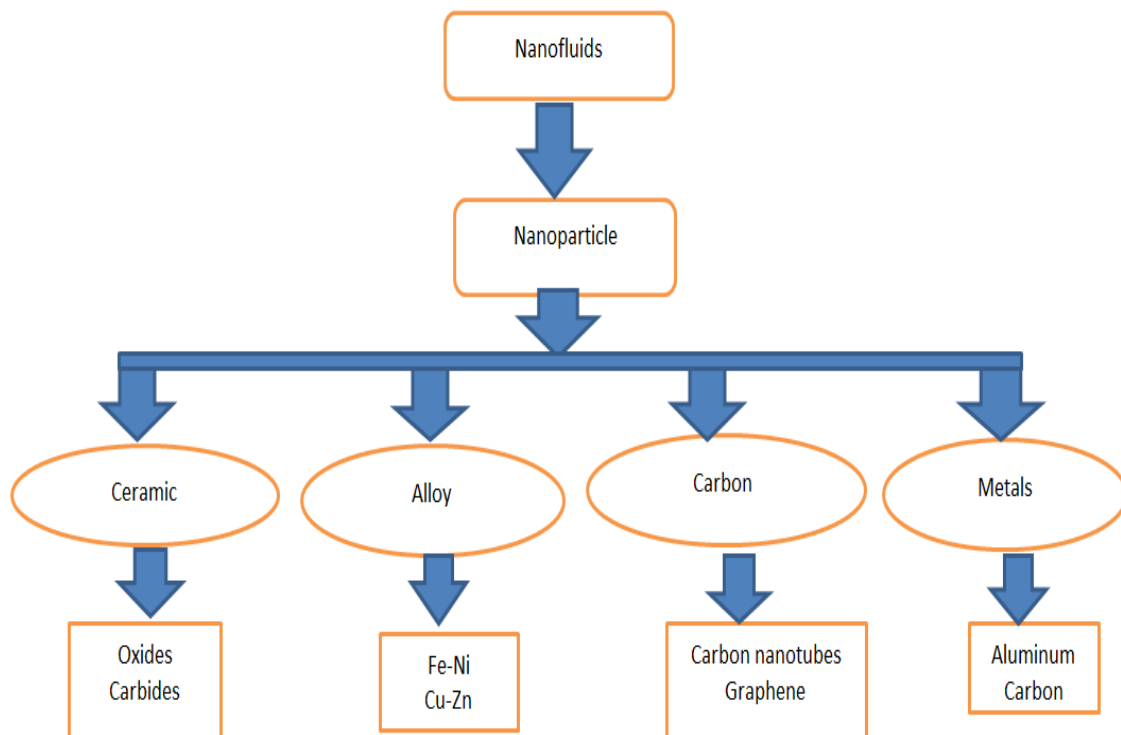 Nanofluids
Nanoparticle
Ceramic
Alloy
Carbon
Metals
Oxides
Carbides
Fe-Ni
Cu-Zn
Carbon nanotubes
Graphene
Aluminum
Carbon